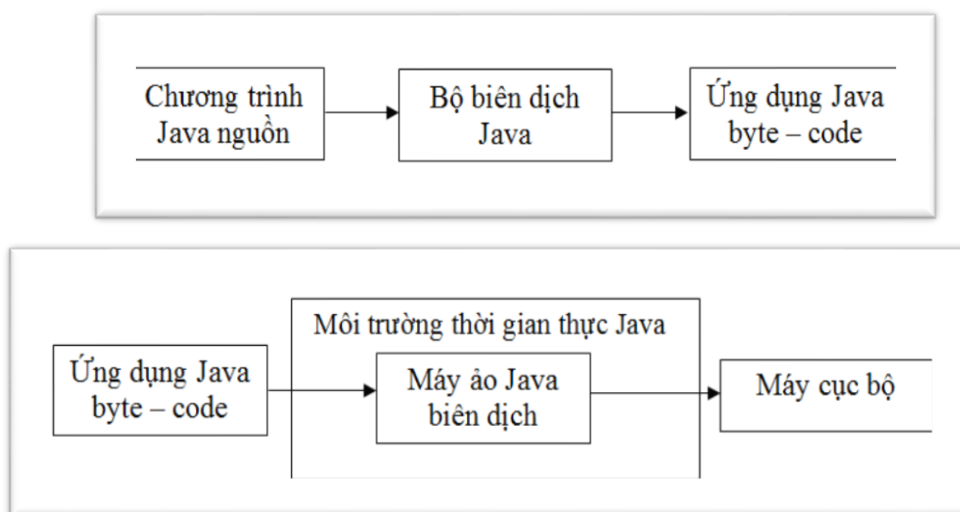 Chương trình
Java nguồn
Bộ biên dịch
Java
Ứng dụng Java
byte – code
Môi trường thời gian thực Java
Ứng dụng Java
byte – code
Máy ảo Java
biên dịch
Máy cục bộ